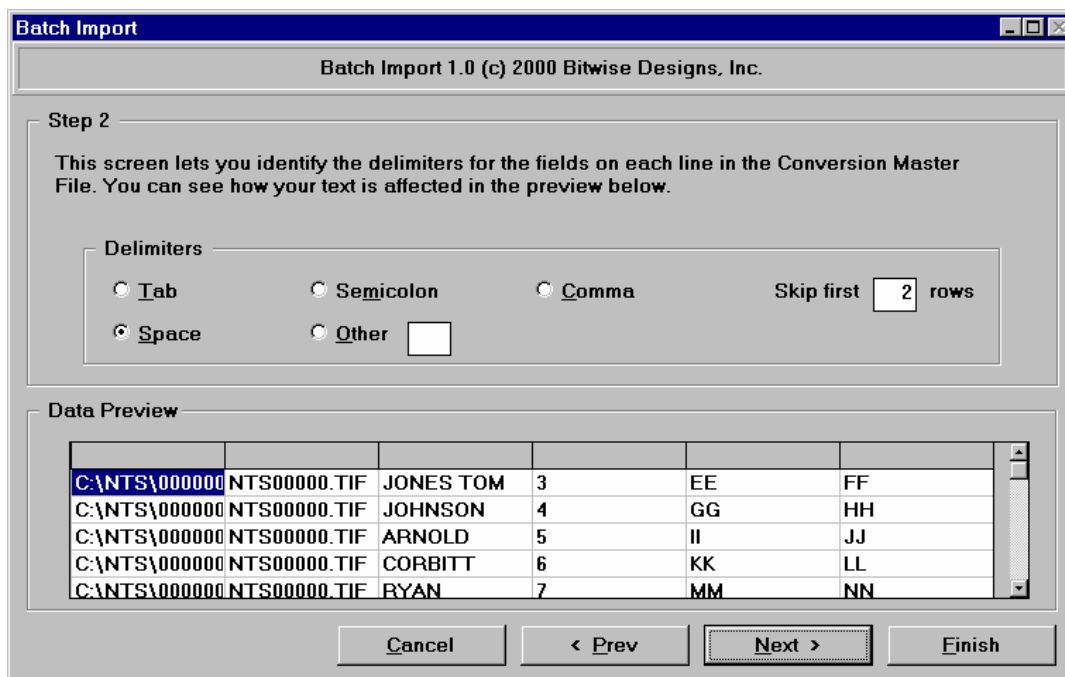 Batch Import
Batch Import 1.0 (c) 2000 Bitwise Designs, Inc.
Step 2
This screen lets you identify the delimiters for the fields on each line in the Conversion Master
File. You can see how your text is affected in the preview below.
Delimiters
Tab Semicolon Comma Skip first 2 rows
Space Other
Data Preview
C:\NTS\000000 NTS00000.TIF JONES TOM 3 EE FF
C:\NTS\000000 NTS00000.TIF JOHNSON 4 GG HH
C:\NTS\000000 NTS00000.TIF ARNOLD 5 II JJ
C:\NTS\000000 NTS00000.TIF CORBITT 6 KK LL
C:\NTS\000000 NTS00000.TIF RYAN 7 MM NN
Cancel < Prev Next > Finish